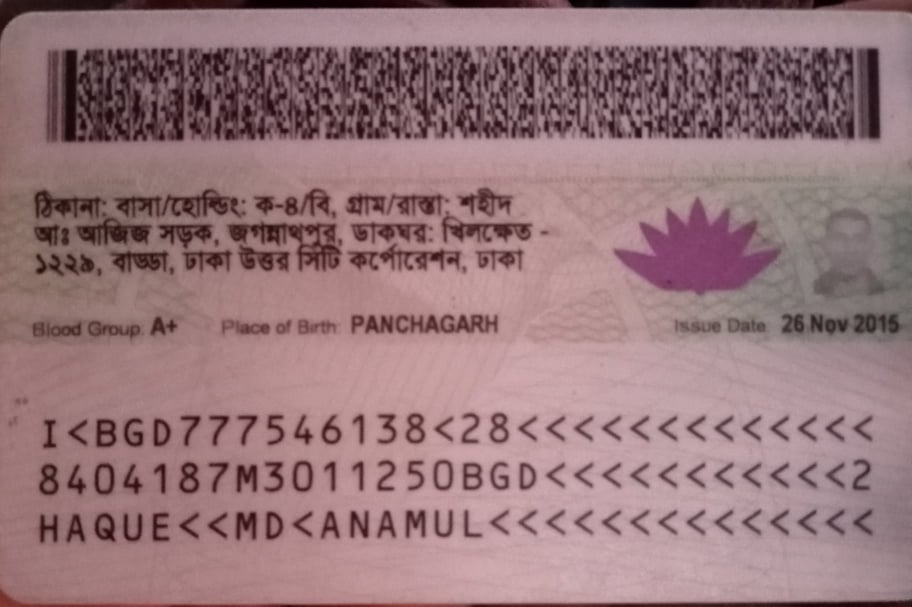 ঠিকানা: বাসা/হোল্ডিং: ক-৪/বি, গ্রাম/রাস্তা: শহীদ
আঃ আজিজ সড়ক, জগন্নাথপুর, ডাকঘর: খিলক্ষেত -
১২২৯, বাড্ডা, ঢাকা উত্তর সিটি কর্পোরেশন, ঢাকা
Blood Group: A+ Place of Birth: PANCHAGARH Issue Date: 26 Nov 2015
I<BGD777546138<28<<<<<<<<<<<<<
8404187M3011250BGD<<<<<<<<<<<2
HAQUE<<MD<ANAMUL<<<<<<<<<<<<<<